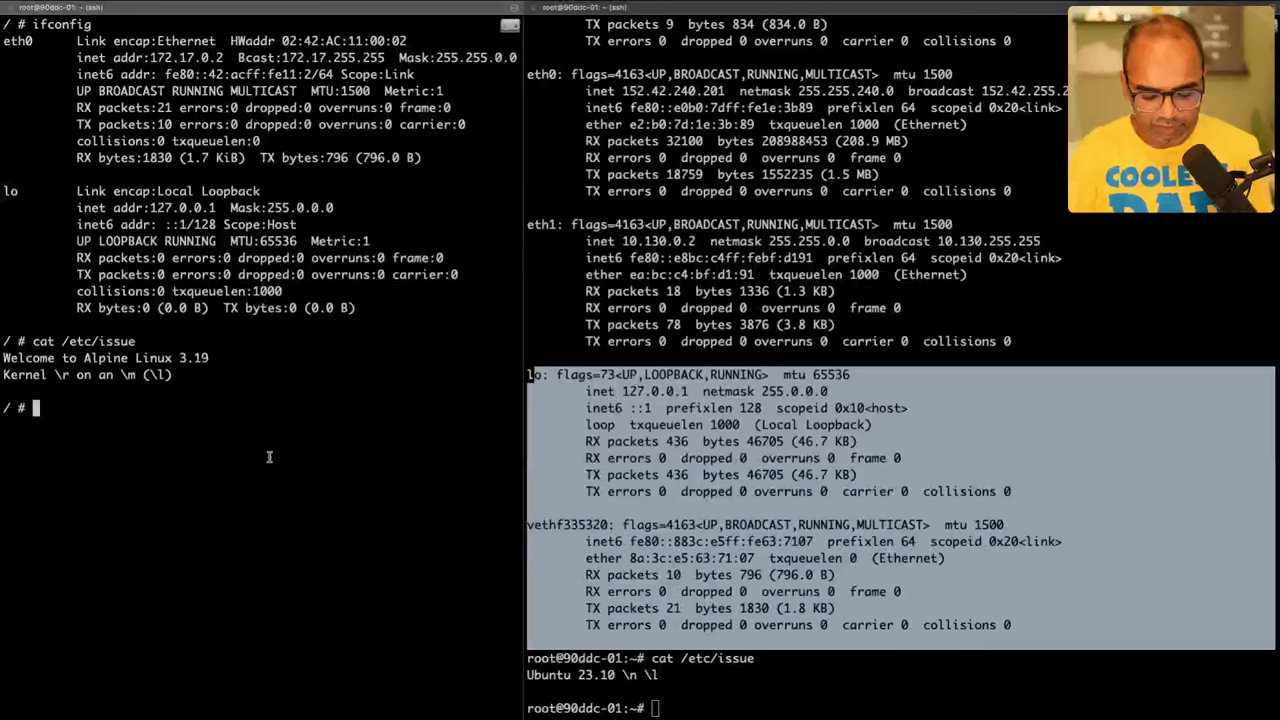 root@90ddc-01: ~ (ssh)
/ # ifconfig
eth0 Link encap:Ethernet HWaddr 02:42:AC:11:00:02
inet addr:172.17.0.2 Bcast:172.17.255.255 Mask:255.255.0.0
inet6 addr: fe80::42:acff:fe11:2/64 Scope:Link
UP BROADCAST RUNNING MULTICAST MTU:1500 Metric:1
RX packets:21 errors:0 dropped:0 overruns:0 frame:0
TX packets:10 errors:0 dropped:0 overruns:0 carrier:0
collisions:0 txqueuelen:0
RX bytes:1830 (1.7 KiB) TX bytes:796 (796.0 B)
lo Link encap:Local Loopback
inet addr:127.0.0.1 Mask:255.0.0.0
inet6 addr: ::1/128 Scope:Host
UP LOOPBACK RUNNING MTU:65536 Metric:1
RX packets:0 errors:0 dropped:0 overruns:0 frame:0
TX packets:0 errors:0 dropped:0 overruns:0 carrier:0
collisions:0 txqueuelen:1000
RX bytes:0 (0.0 B) TX bytes:0 (0.0 B)
/ # cat /etc/issue
Welcome to Alpine Linux 3.19
Kernel \r on an \m (\l)
/ #
root@90ddc-01: ~ (ssh)
TX packets 9 bytes 834 (834.0 B)
TX errors 0 dropped 0 overruns 0 carrier 0 collisions 0
eth0: flags=4163<UP,BROADCAST,RUNNING,MULTICAST> mtu 1500
inet 152.42.240.201 netmask 255.255.240.0 broadcast 152.42.255.2
inet6 fe80::e0b0:7dff:fe1e:3b89 prefixlen 64 scopeid 0x20<link>
ether e2:b0:7d:1e:3b:89 txqueuelen 1000 (Ethernet)
RX packets 32100 bytes 208988453 (208.9 MB)
RX errors 0 dropped 0 overruns 0 frame 0
TX packets 18759 bytes 1552235 (1.5 MB)
TX errors 0 dropped 0 overruns 0 carrier 0 collisions 0
eth1: flags=4163<UP,BROADCAST,RUNNING,MULTICAST> mtu 1500
inet 10.130.0.2 netmask 255.255.0.0 broadcast 10.130.255.255
inet6 fe80::e8bc:c4ff:febf:d191 prefixlen 64 scopeid 0x20<link>
ether ea:bc:c4:bf:d1:91 txqueuelen 1000 (Ethernet)
RX packets 18 bytes 1336 (1.3 KB)
RX errors 0 dropped 0 overruns 0 frame 0
TX packets 78 bytes 3876 (3.8 KB)
TX errors 0 dropped 0 overruns 0 carrier 0 collisions 0
lo: flags=73<UP,LOOPBACK,RUNNING> mtu 65536
inet 127.0.0.1 netmask 255.0.0.0
inet6 ::1 prefixlen 128 scopeid 0x10<host>
loop txqueuelen 1000 (Local Loopback)
RX packets 436 bytes 46705 (46.7 KB)
RX errors 0 dropped 0 overruns 0 frame 0
TX packets 436 bytes 46705 (46.7 KB)
TX errors 0 dropped 0 overruns 0 carrier 0 collisions 0
vethf335320: flags=4163<UP,BROADCAST,RUNNING,MULTICAST> mtu 1500
inet6 fe80::883c:e5ff:fe63:7107 prefixlen 64 scopeid 0x20<link>
ether 8a:3c:e5:63:71:07 txqueuelen 0 (Ethernet)
RX packets 10 bytes 796 (796.0 B)
RX errors 0 dropped 0 overruns 0 frame 0
TX packets 21 bytes 1830 (1.8 KB)
TX errors 0 dropped 0 overruns 0 carrier 0 collisions 0
root@90ddc-01:~# cat /etc/issue
Ubuntu 23.10 \n \l
root@90ddc-01:~#
COOLES
DAD